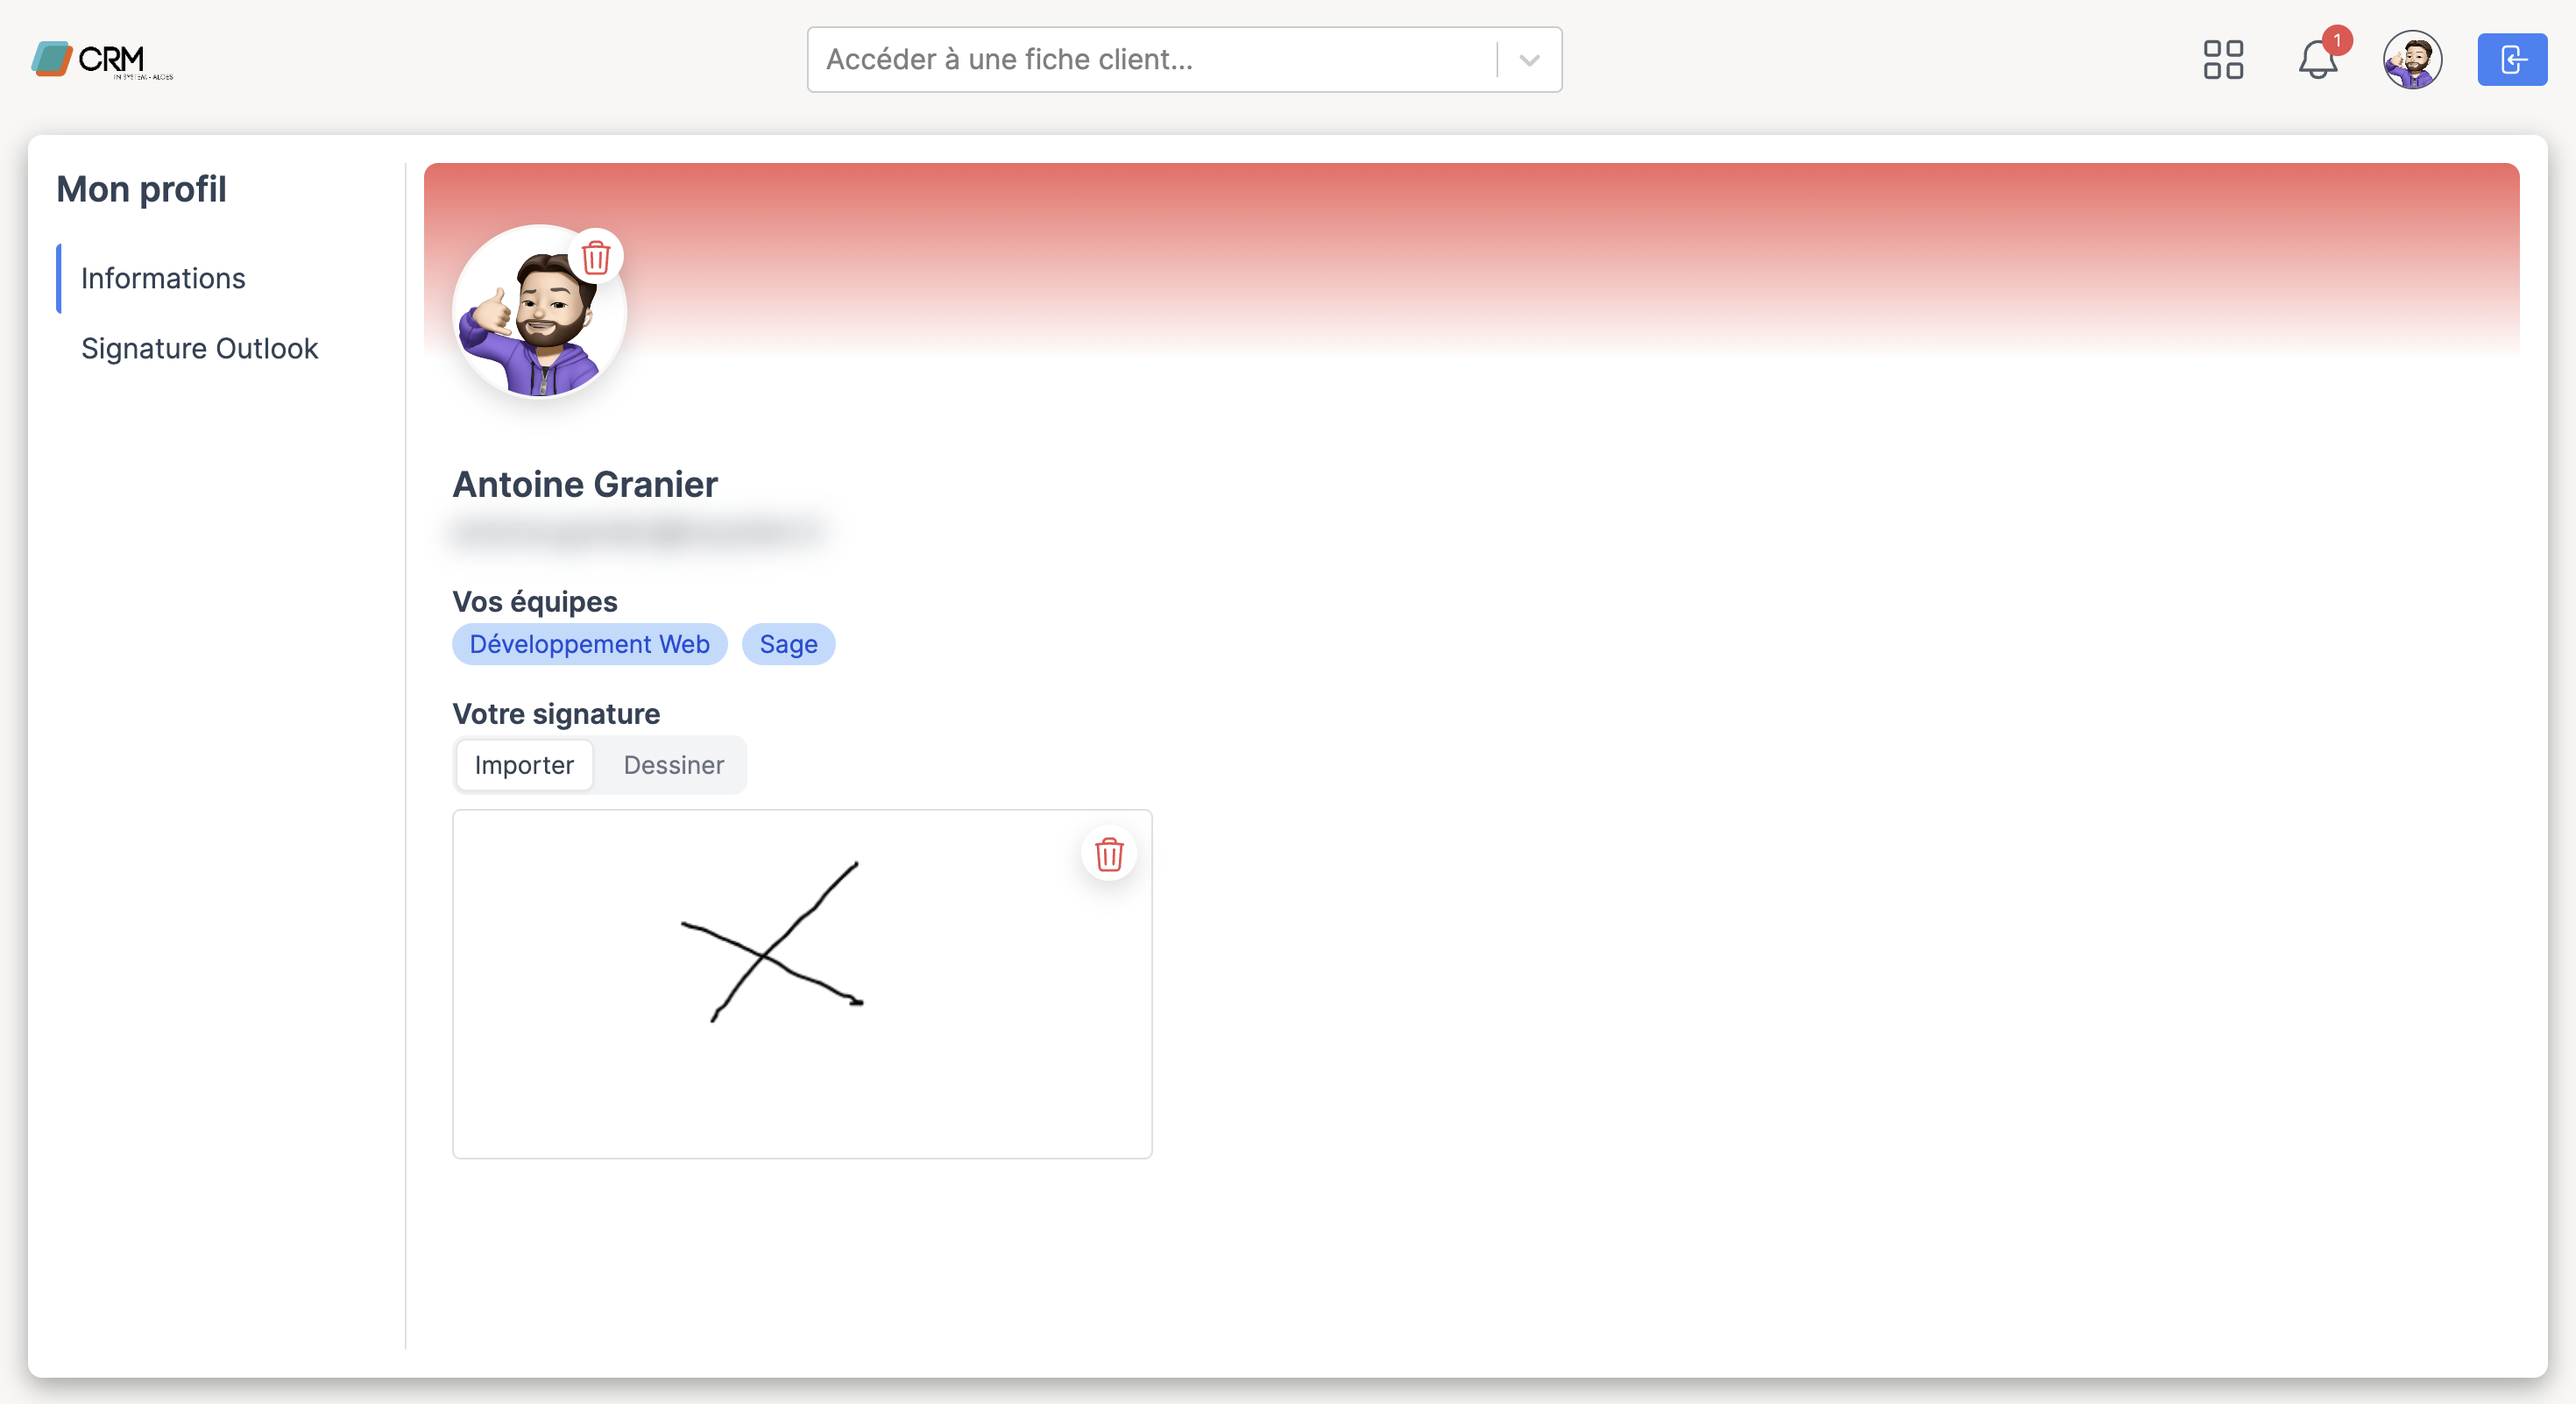 CRM
Accéder à une fiche client...
1
Mon profil
Informations
Signature Outlook
Antoine Granier
Vos équipes
Développement Web
Sage
Votre signature
Importer
Dessiner